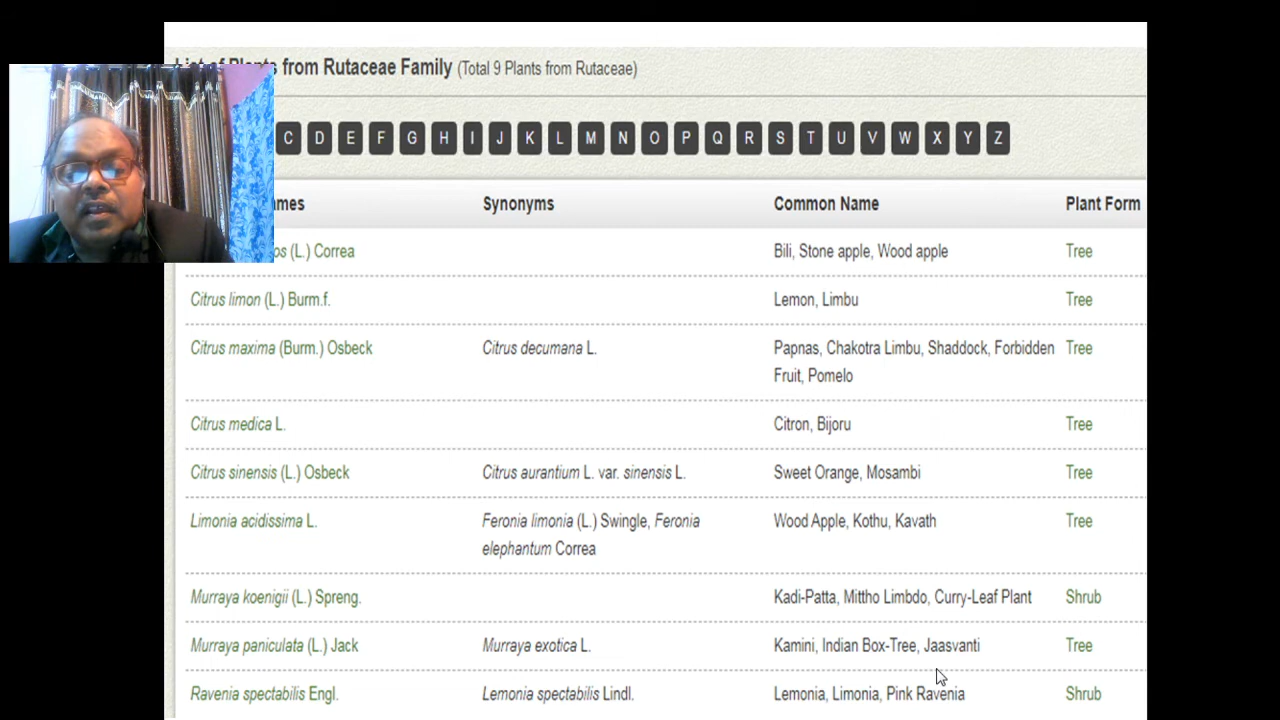 List of Plants from Rutaceae Family (Total 9 Plants from Rutaceae)
C D E F G H I J K L M N O P Q R S T U V W X Y Z
Synonyms Common Name Plant Form
(L.) Correa Bili, Stone apple, Wood apple Tree
Citrus limon (L.) Burm.f. Lemon, Limbu Tree
Citrus maxima (Burm.) Osbeck Citrus decumana L. Papnas, Chakotra Limbu, Shaddock, Forbidden Tree
Fruit, Pomelo
Citrus medica L. Citron, Bijoru Tree
Citrus sinensis (L.) Osbeck Citrus aurantium L. var. sinensis L. Sweet Orange, Mosambi Tree
Limonia acidissima L. Feronia limonia (L.) Swingle, Feronia Wood Apple, Kothu, Kavath Tree
elephantum Correa
Murraya koenigii (L.) Spreng. Kadi-Patta, Mittho Limbdo, Curry-Leaf Plant Shrub
Murraya paniculata (L.) Jack Murraya exotica L. Kamini, Indian Box-Tree, Jaasvanti Tree
Ravenia spectabilis Engl. Lemonia spectabilis Lindl. Lemonia, Limonia, Pink Ravenia Shrub